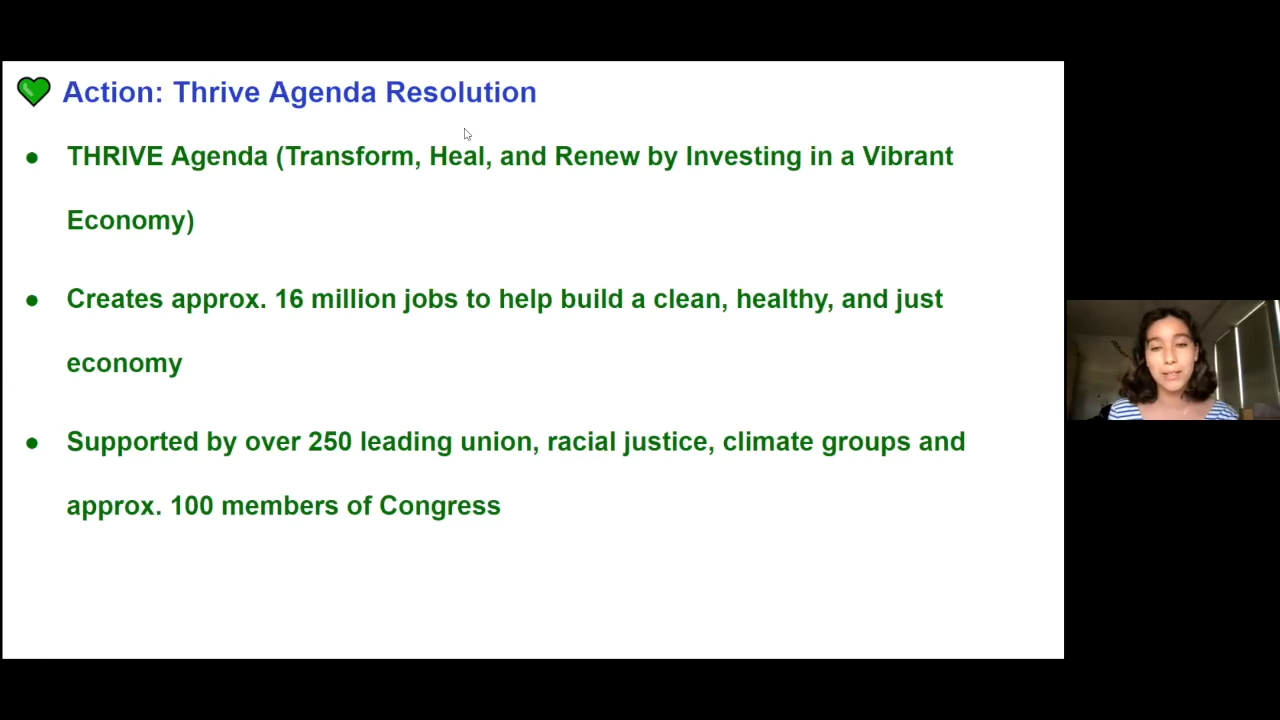 Action: Thrive Agenda Resolution
● THRIVE Agenda (Transform, Heal, and Renew by Investing in a Vibrant
Economy)
● Creates approx. 16 million jobs to help build a clean, healthy, and just
economy
● Supported by over 250 leading union, racial justice, climate groups and
approx. 100 members of Congress